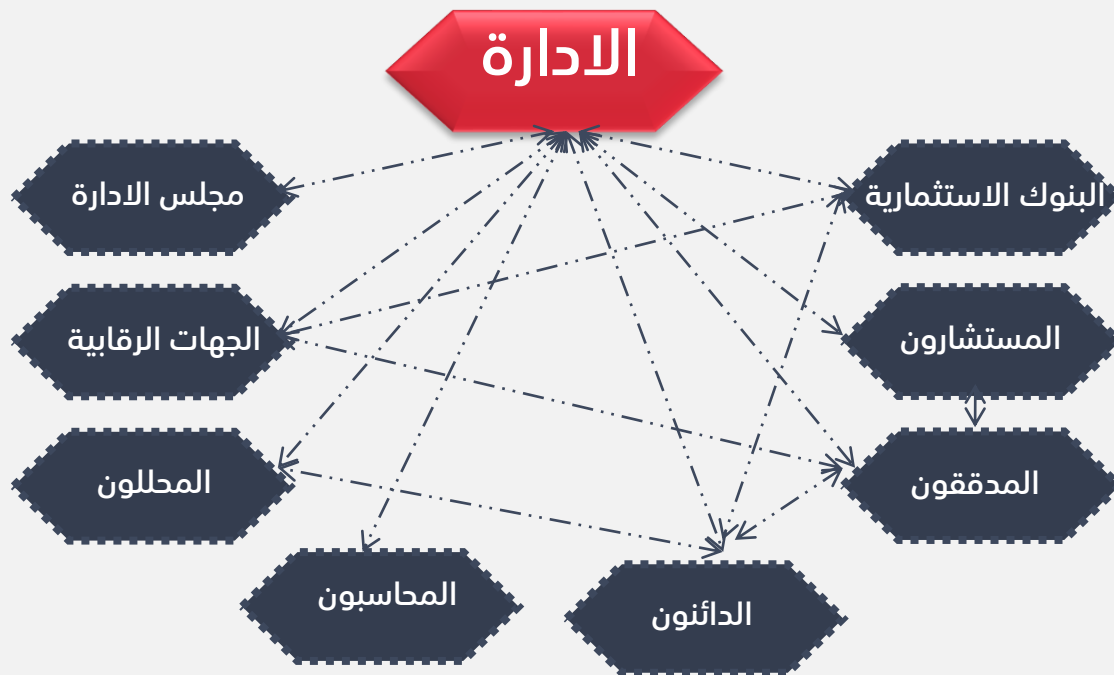 الادارة
البنوك الاستثمارية
مجلس الادارة
المستشارون
الجهات الرقابية
المدققون
المحللون
الدائنون
المحاسبون